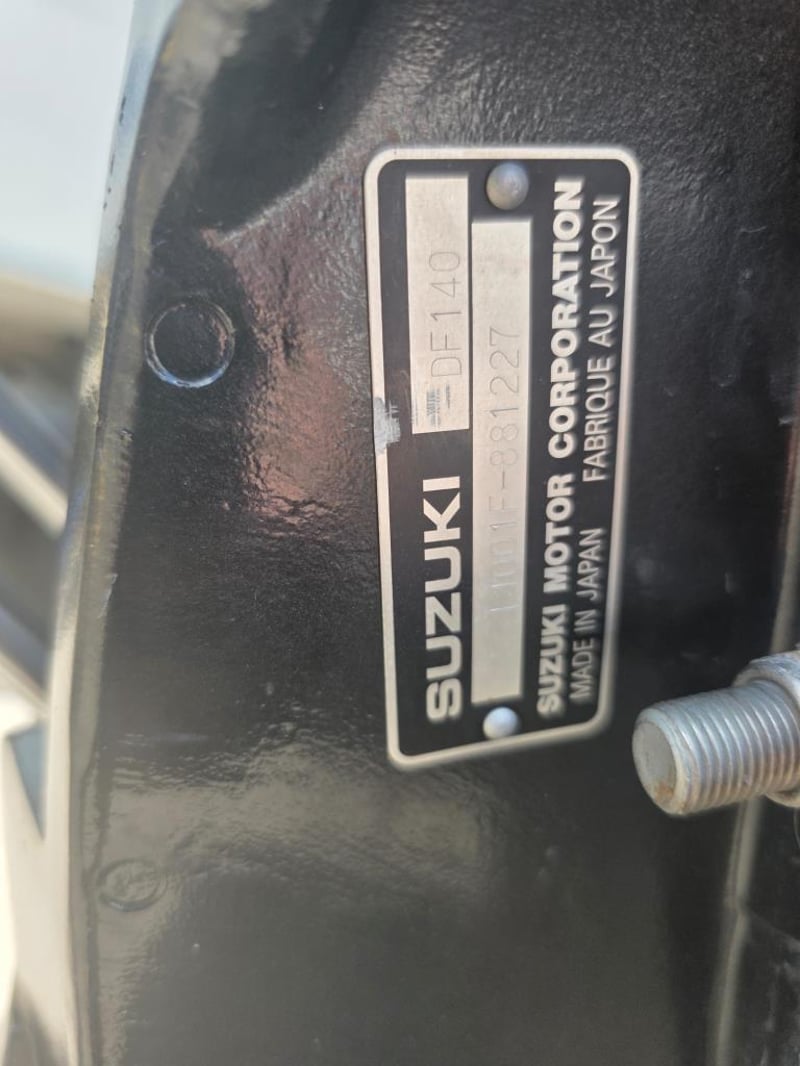 SUZUKI DF140
14001F-881227
SUZUKI MOTOR CORPORATION
MADE IN JAPAN FABRIQUE AU JAPON